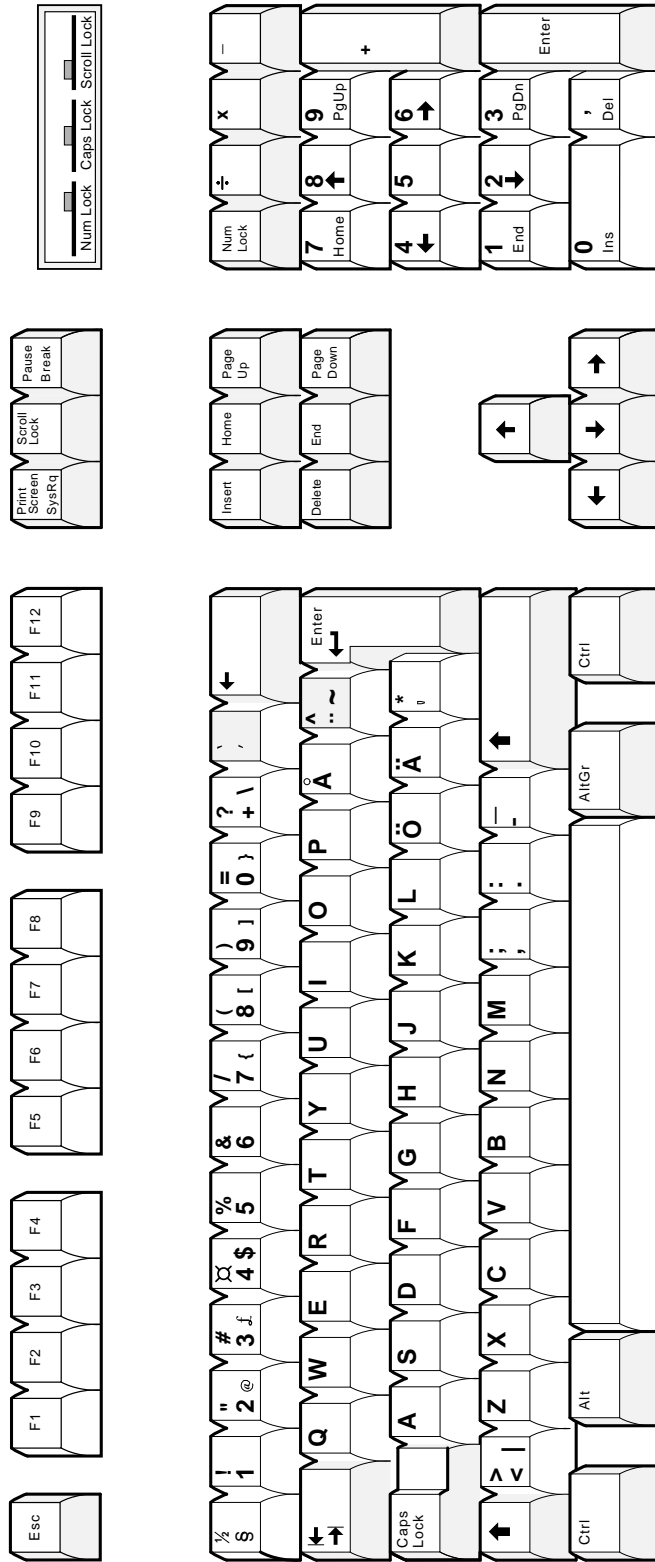 Esc F1 F2 F3 F4 F5 F6 F7 F8 F9 F10 F11 F12
Print Scroll Pause
Screen Lock Break
SysRq
Num Lock Caps Lock Scroll Lock
½ ! " # ¤ % & / ( ) = ? `
§ 1 2 @ 3 £ 4 $ 5 6 7 { 8 [ 9 ] 0 } + \ ´ ←
Insert Home Page
Up
Num
Lock ÷ x −
Q W E R T Y U I O P Å ^ Enter
¨ ~
Delete End Page
Down
7 8 9 +
Home ↑ PgUp
Caps
Lock A S D F G H J K L Ö Ä *
'
4 5 6
← →
↑ > Z X C V B N M ; : _ ↑
< | , . -
↑
1 2 3 Enter
End ↓ PgDn
Ctrl Alt AltGr Ctrl
← ↓ →
0 ,
Ins Del